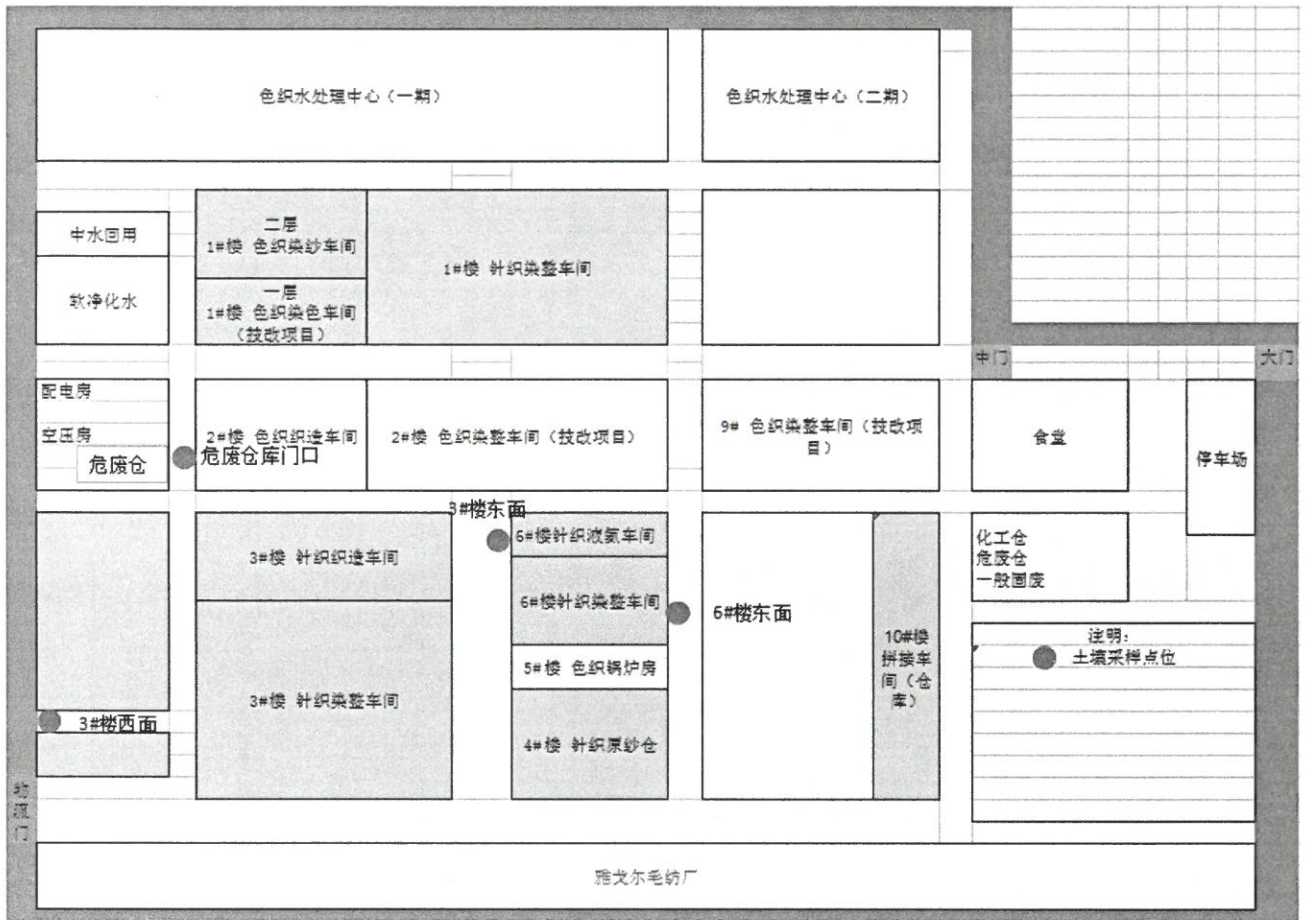 色织水处理中心（一期）
色织水处理中心（二期）
中水回用
二层
1#楼 色织染纱车间
1#楼 针织染整车间
软净化水
一层
1#楼 色织染色车间
（技改项目）
中门
大门
配电房
空压房
危废仓
2#楼 色织织造车间
危废仓库门口
2#楼 色织染整车间（技改项目）
9# 色织染整车间（技改项
目）
食堂
停车场
3#楼东面
3#楼 针织织造车间
6#楼针织液氨车间
化工仓
危废仓
一般固废
6#楼针织染整车间
6#楼东面
10#楼
拼接车
间（仓
库）
注明：
土壤采样点位
5#楼 色织锅炉房
3#楼 针织染整车间
3#楼西面
4#楼 针织原纱仓
物
流
门
雅戈尔毛纺厂